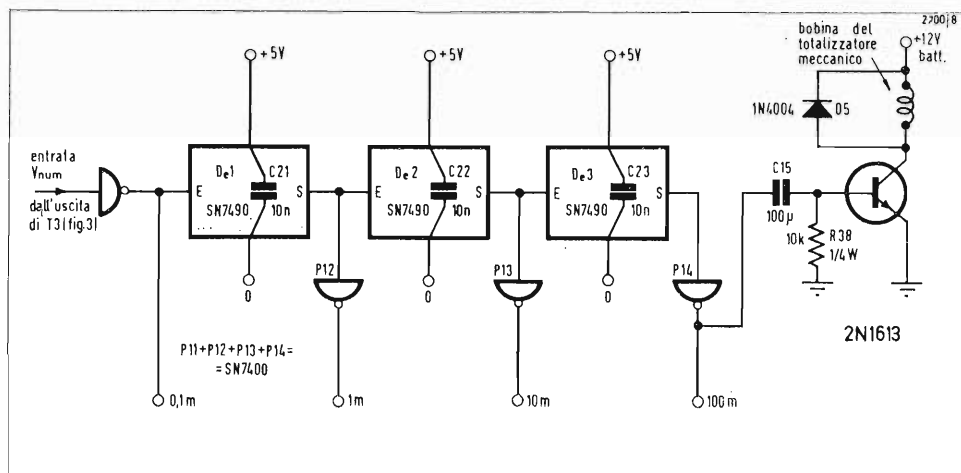 2200/8
bobina del
totalizzatore
meccanico
+12V
batt.
+5V
+5V
+5V
1N4004
D5
entrata
Vnum
dall'uscita
di T3(fig.3)
E
De1
C21
SN7490
10n
S
E
De2
C22
SN7490
10n
S
E
De3
C23
SN7490
10n
S
C15
100µ
10k
R38
1/4W
P12
P13
P14
0
0
0
2N1613
P11+P12+P13+P14=
=SN7400
0,1m
1m
10m
100m